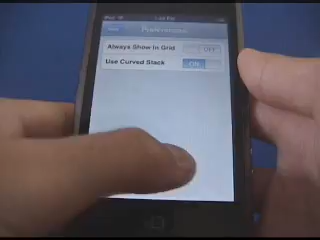 Preferences
Always Show In Grid OFF
Use Curved Stack ON